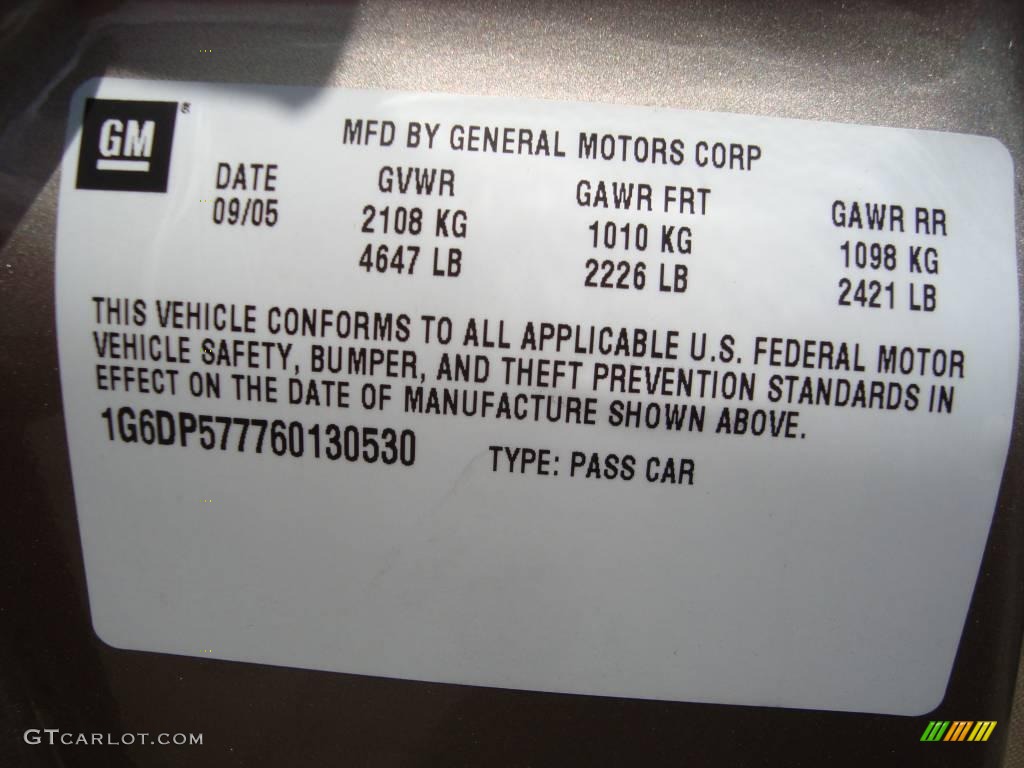 GM ®
MFD BY GENERAL MOTORS CORP
DATE GVWR GAWR FRT GAWR RR
09/05 2108 KG 1010 KG 1098 KG
4647 LB 2226 LB 2421 LB
THIS VEHICLE CONFORMS TO ALL APPLICABLE U.S. FEDERAL MOTOR
VEHICLE SAFETY, BUMPER, AND THEFT PREVENTION STANDARDS IN
EFFECT ON THE DATE OF MANUFACTURE SHOWN ABOVE.
1G6DP577760130530 TYPE: PASS CAR
GTCARLOT.COM